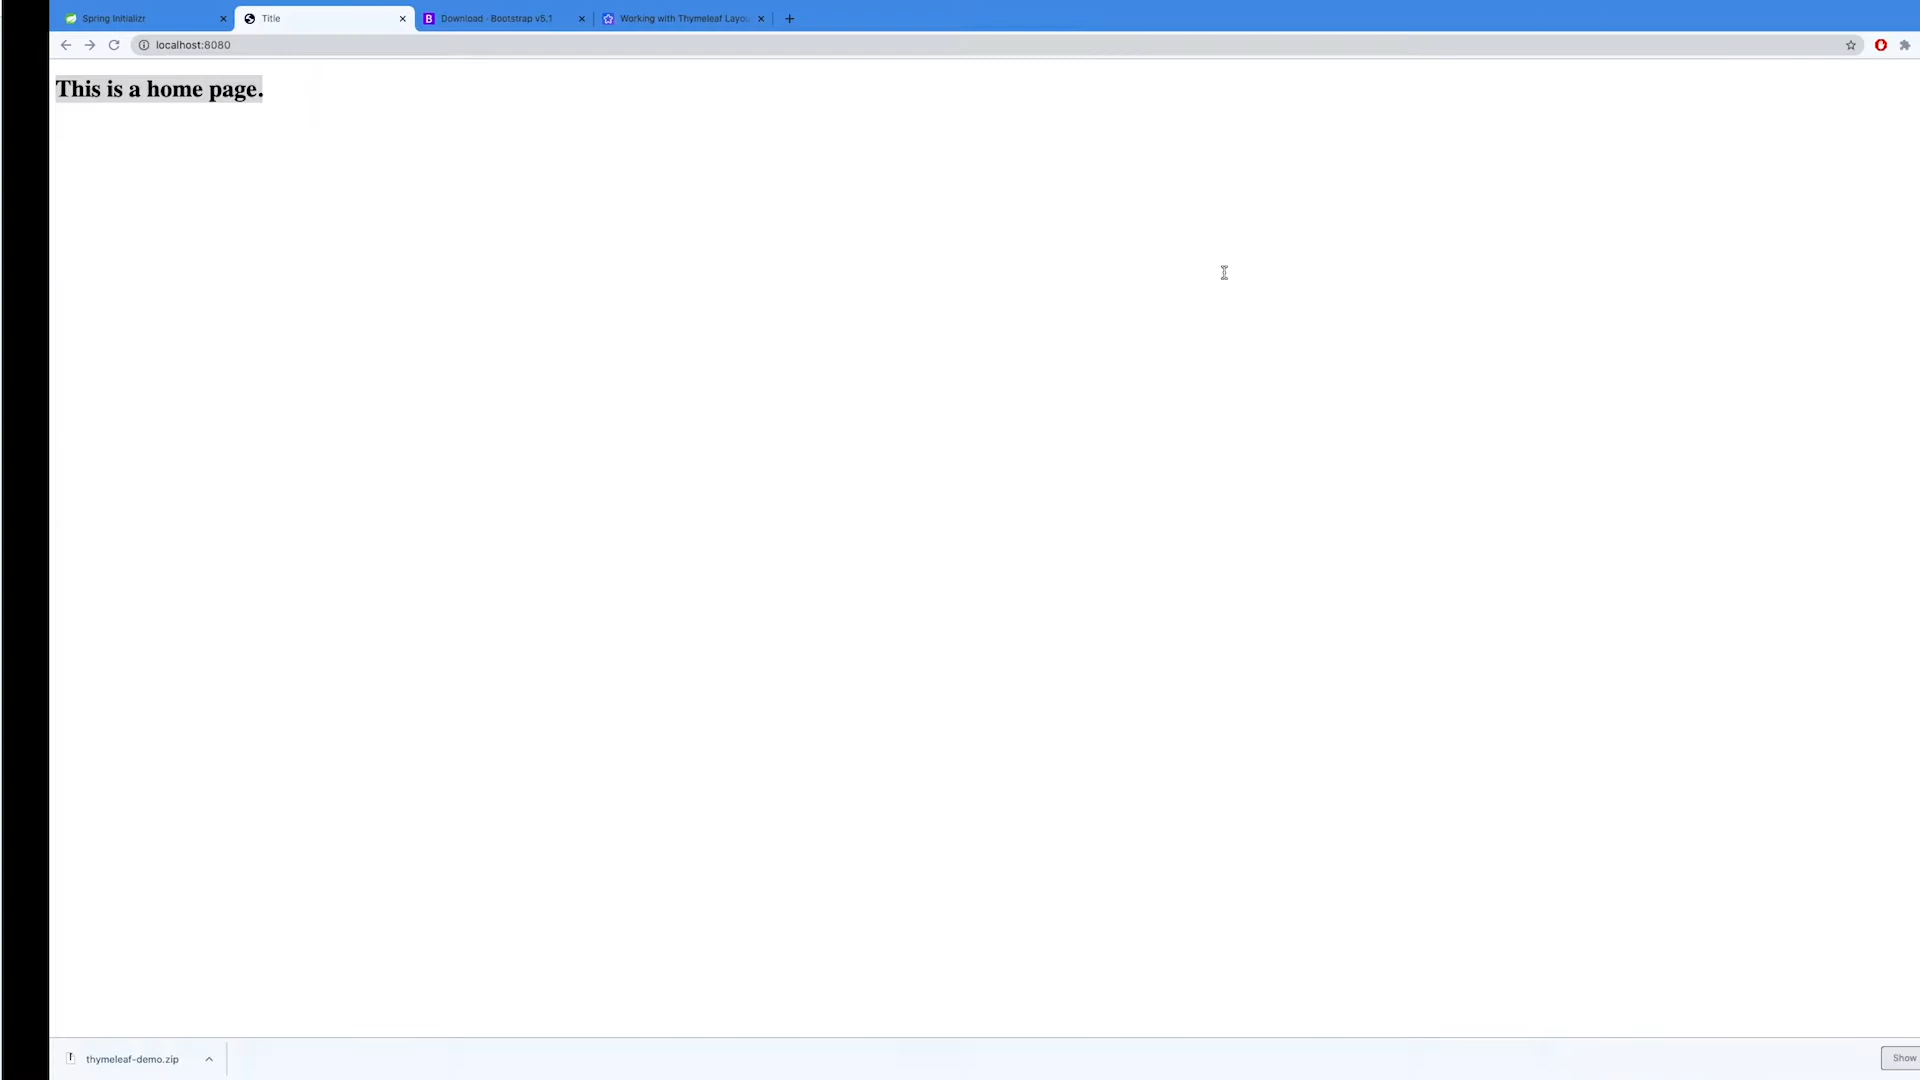 Spring Initializr
Title
Download · Bootstrap v5.1
Working with Thymeleaf Layou
localhost:8080
This is a home page.
thymeleaf-demo.zip
Show